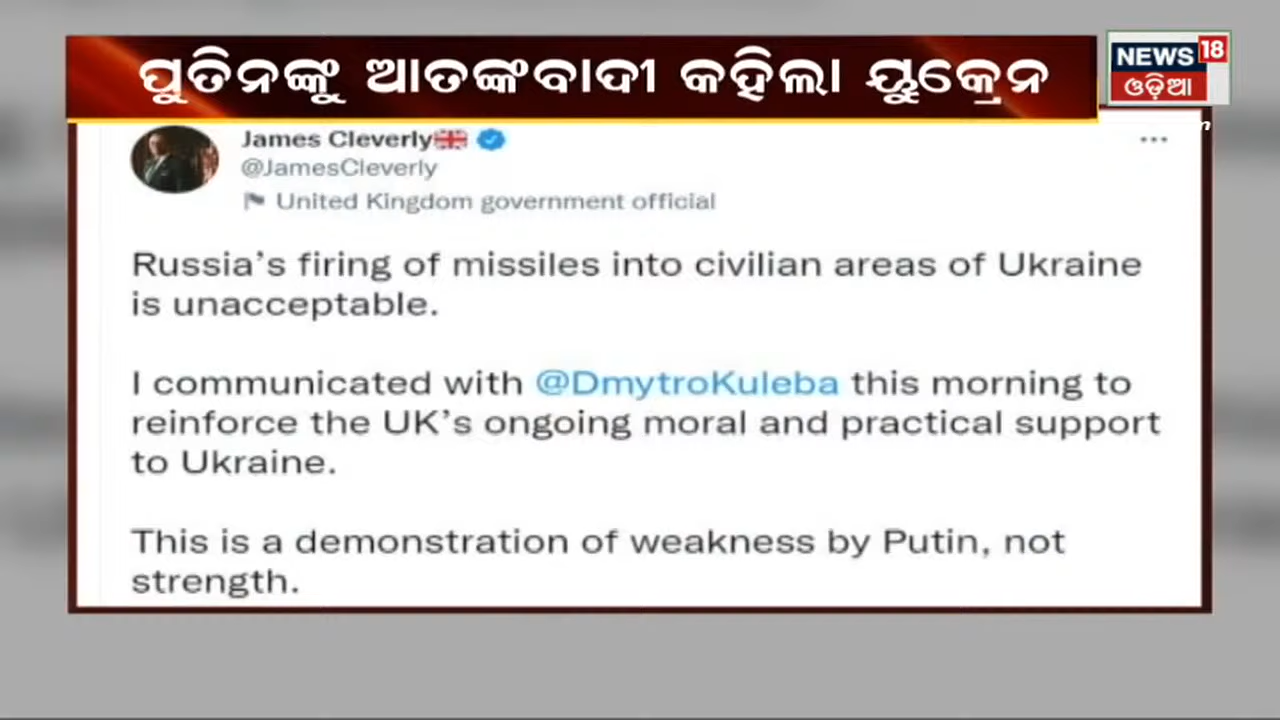 ପୁତିନଙ୍କୁ ଆତଙ୍କବାଦୀ କହିଲା ୟୁକ୍ରେନ
NEWS 18
ଓଡ଼ିଆ
James Cleverly🇬🇧
@JamesCleverly
United Kingdom government official
Russia’s firing of missiles into civilian areas of Ukraine
is unacceptable.
I communicated with @DmytroKuleba this morning to
reinforce the UK’s ongoing moral and practical support
to Ukraine.
This is a demonstration of weakness by Putin, not
strength.